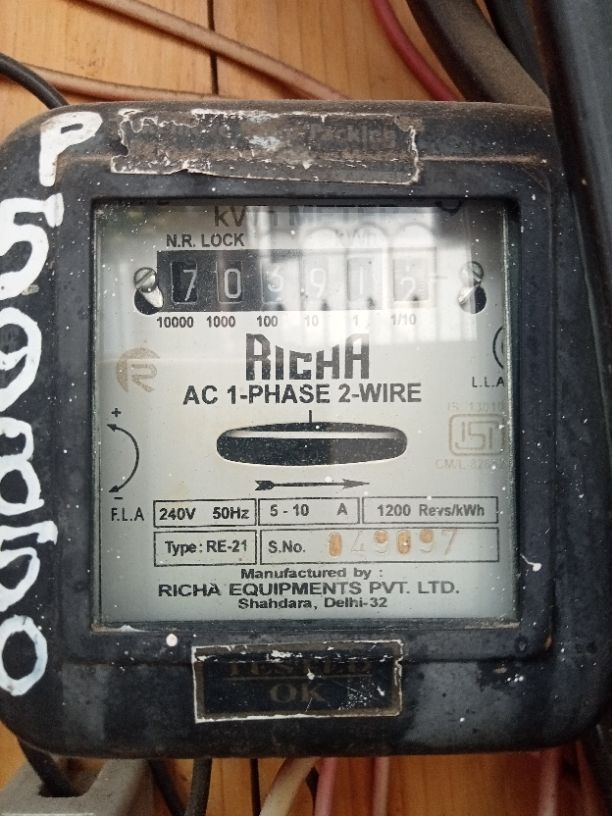 P
kWh METER
N.R. LOCK kWh
7 0 3 9 1 2
10000 1000 100 10 1 1/10
RICHA
L.L.A
AC 1-PHASE 2-WIRE
+
-
F.L.A 240V 50Hz 5 - 10 A 1200 Revs/kWh
Type: RE-21 S.No. 049097
Manufactured by :
RICHA EQUIPMENTS PVT. LTD.
Shahdara, Delhi-32
TESTED
OK